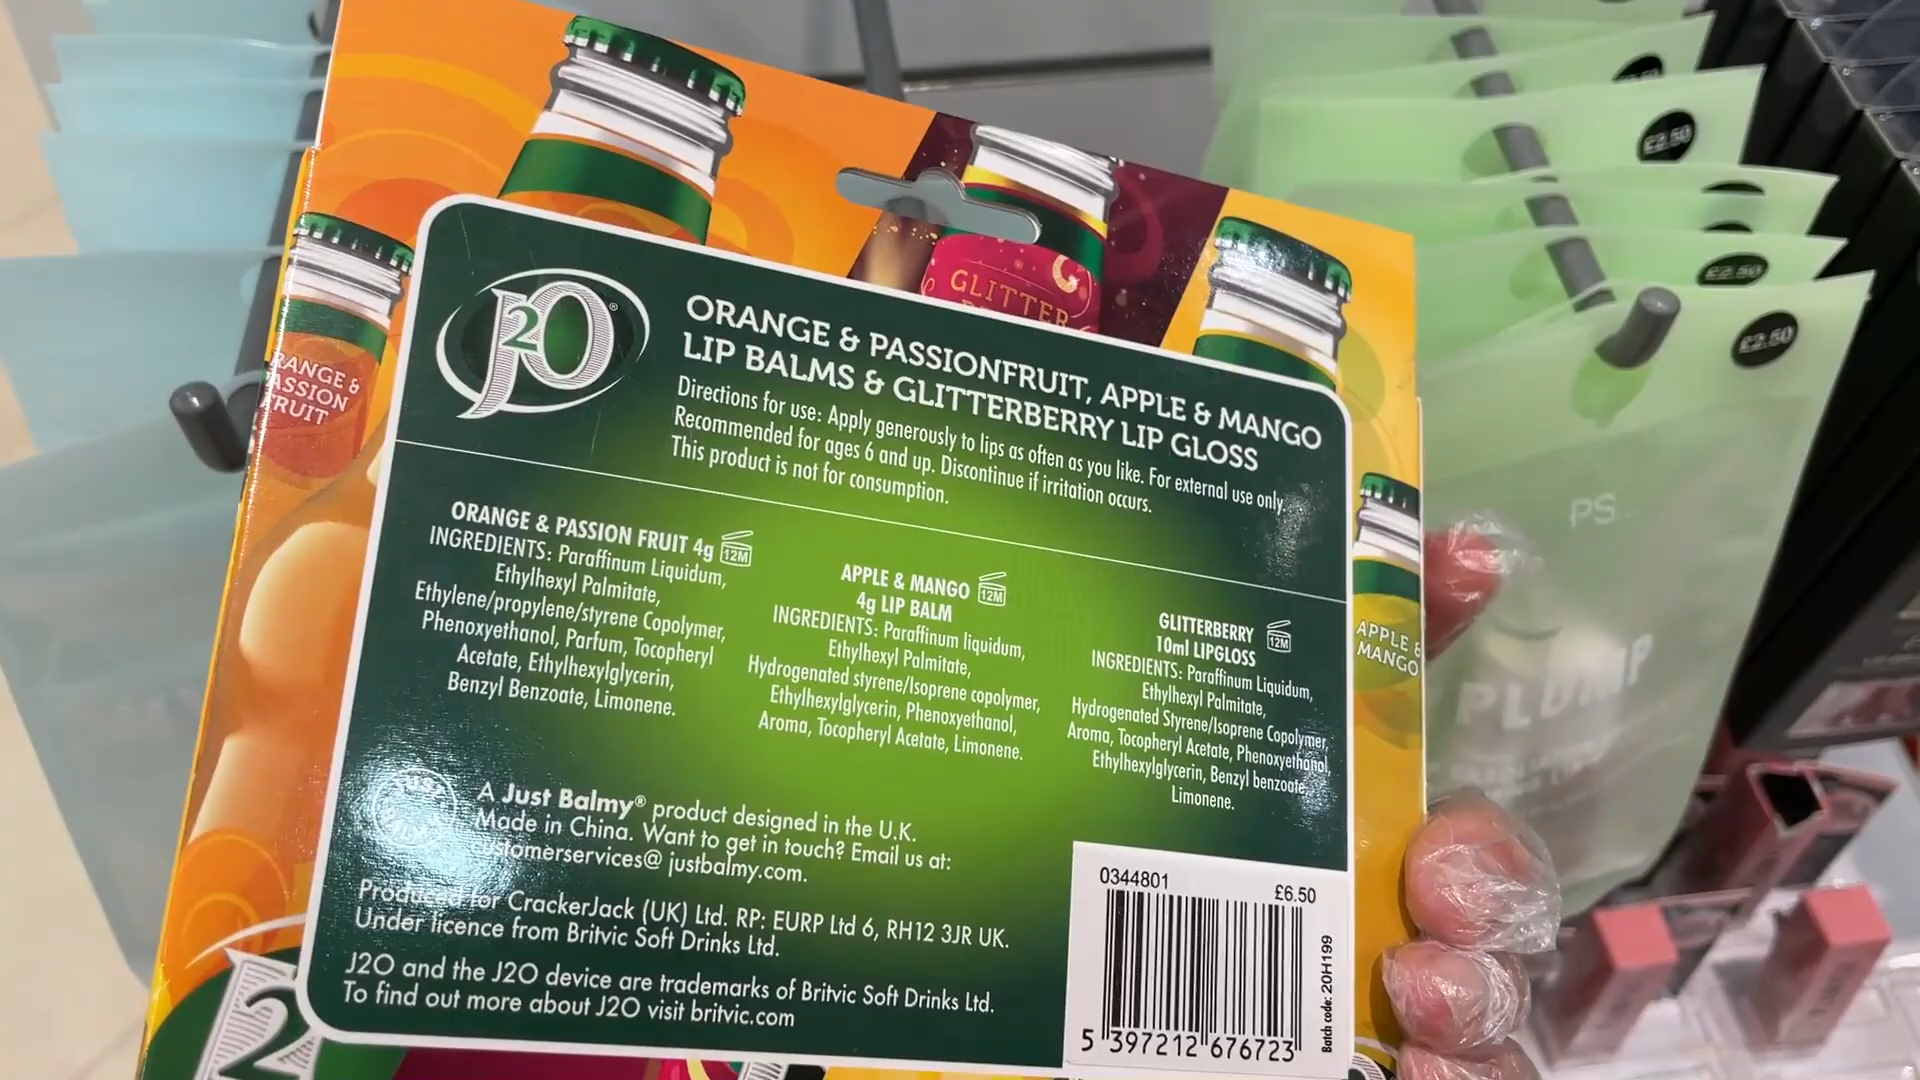 £2.50
£2.50
£2.50
GLITTER
J2O®
ORANGE & PASSIONFRUIT, APPLE & MANGO
LIP BALMS & GLITTERBERRY LIP GLOSS
Directions for use: Apply generously to lips as often as you like. For external use only.
Recommended for ages 6 and up. Discontinue if irritation occurs.
This product is not for consumption.
RANGE &
ASSION
FRUIT
PS...
PLUMP
ORANGE & PASSION FRUIT 4g 12M
INGREDIENTS: Paraffinum Liquidum,
Ethylhexyl Palmitate,
Ethylene/propylene/styrene Copolymer,
Phenoxyethanol, Parfum, Tocopheryl
Acetate, Ethylhexylglycerin,
Benzyl Benzoate, Limonene.
APPLE & MANGO 12M
4g LIP BALM
INGREDIENTS: Paraffinum liquidum,
Ethylhexyl Palmitate,
Hydrogenated styrene/Isoprene copolymer,
Ethylhexylglycerin, Phenoxyethanol,
Aroma, Tocopheryl Acetate, Limonene.
GLITTERBERRY 12M
10ml LIPGLOSS
INGREDIENTS: Paraffinum Liquidum,
Ethylhexyl Palmitate,
Hydrogenated Styrene/Isoprene Copolymer,
Aroma, Tocopheryl Acetate, Phenoxyethanol,
Ethylhexylglycerin, Benzyl benzoate,
Limonene.
APPLE &
MANGO
A Just Balmy® product designed in the U.K.
Made in China. Want to get in touch? Email us at:
customerservices@ justbalmy.com.
Produced for CrackerJack (UK) Ltd. RP: EURP Ltd 6, RH12 3JR UK.
Under licence from Britvic Soft Drinks Ltd.
J2O and the J2O device are trademarks of Britvic Soft Drinks Ltd.
To find out more about J2O visit britvic.com
0344801 £6.50
5 397212 676723
Batch code: 20H199